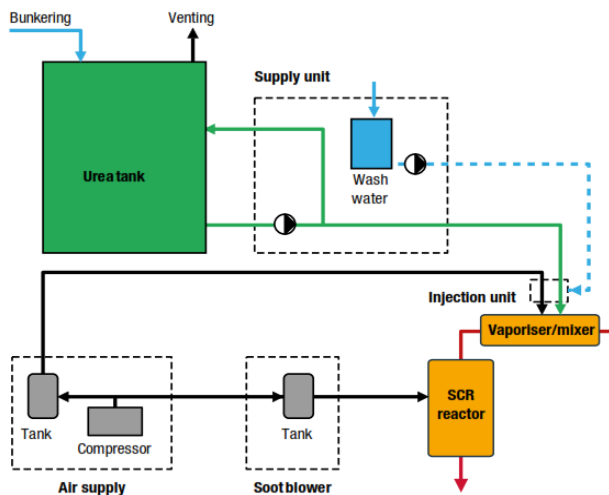 Bunkering
Venting
Supply unit
Urea tank
Wash
water
Injection unit
Vaporiser/mixer
SCR
reactor
Tank
Compressor
Tank
Air supply
Soot blower